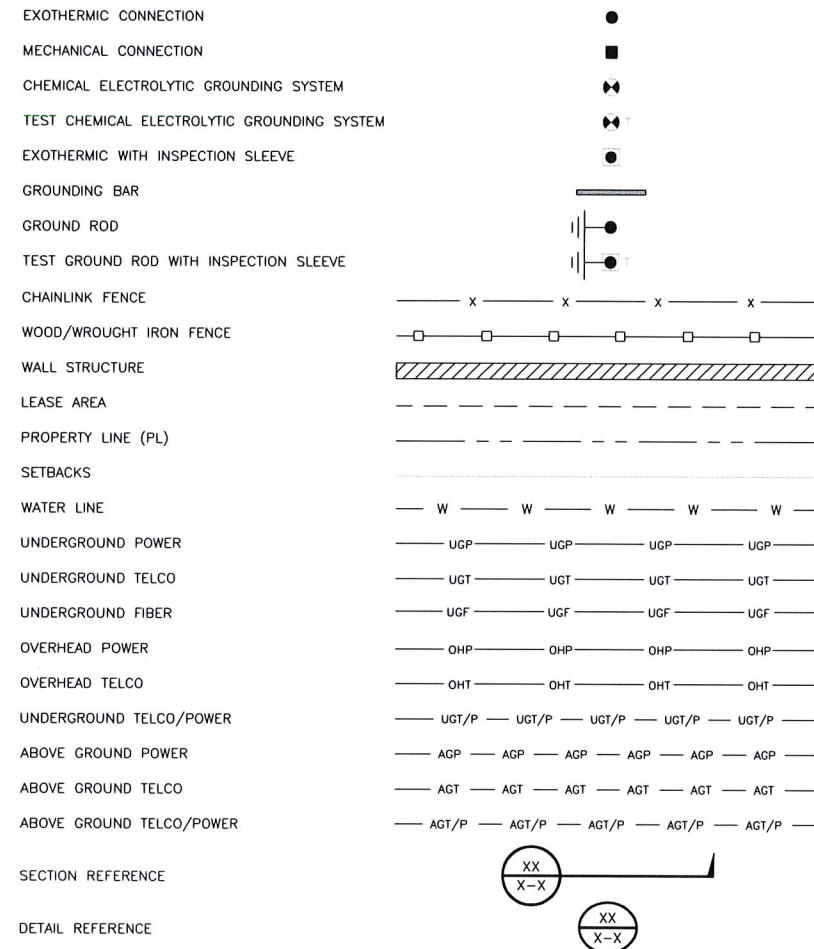 EXOTHERMIC CONNECTION
MECHANICAL CONNECTION
CHEMICAL ELECTROLYTIC GROUNDING SYSTEM
TEST CHEMICAL ELECTROLYTIC GROUNDING SYSTEM T
EXOTHERMIC WITH INSPECTION SLEEVE
GROUNDING BAR
GROUND ROD
TEST GROUND ROD WITH INSPECTION SLEEVE T
CHAINLINK FENCE X X X X
WOOD/WROUGHT IRON FENCE
WALL STRUCTURE
LEASE AREA
PROPERTY LINE (PL)
SETBACKS
WATER LINE W W W W W
UNDERGROUND POWER UGP UGP UGP UGP
UNDERGROUND TELCO UGT UGT UGT UGT
UNDERGROUND FIBER UGF UGF UGF UGF
OVERHEAD POWER OHP OHP OHP OHP
OVERHEAD TELCO OHT OHT OHT OHT
UNDERGROUND TELCO/POWER UGT/P UGT/P UGT/P UGT/P UGT/P
ABOVE GROUND POWER AGP AGP AGP AGP AGP AGP
ABOVE GROUND TELCO AGT AGT AGT AGT AGT AGT
ABOVE GROUND TELCO/POWER AGT/P AGT/P AGT/P AGT/P AGT/P
XX
SECTION REFERENCE
X-X
XX
DETAIL REFERENCE
X-X